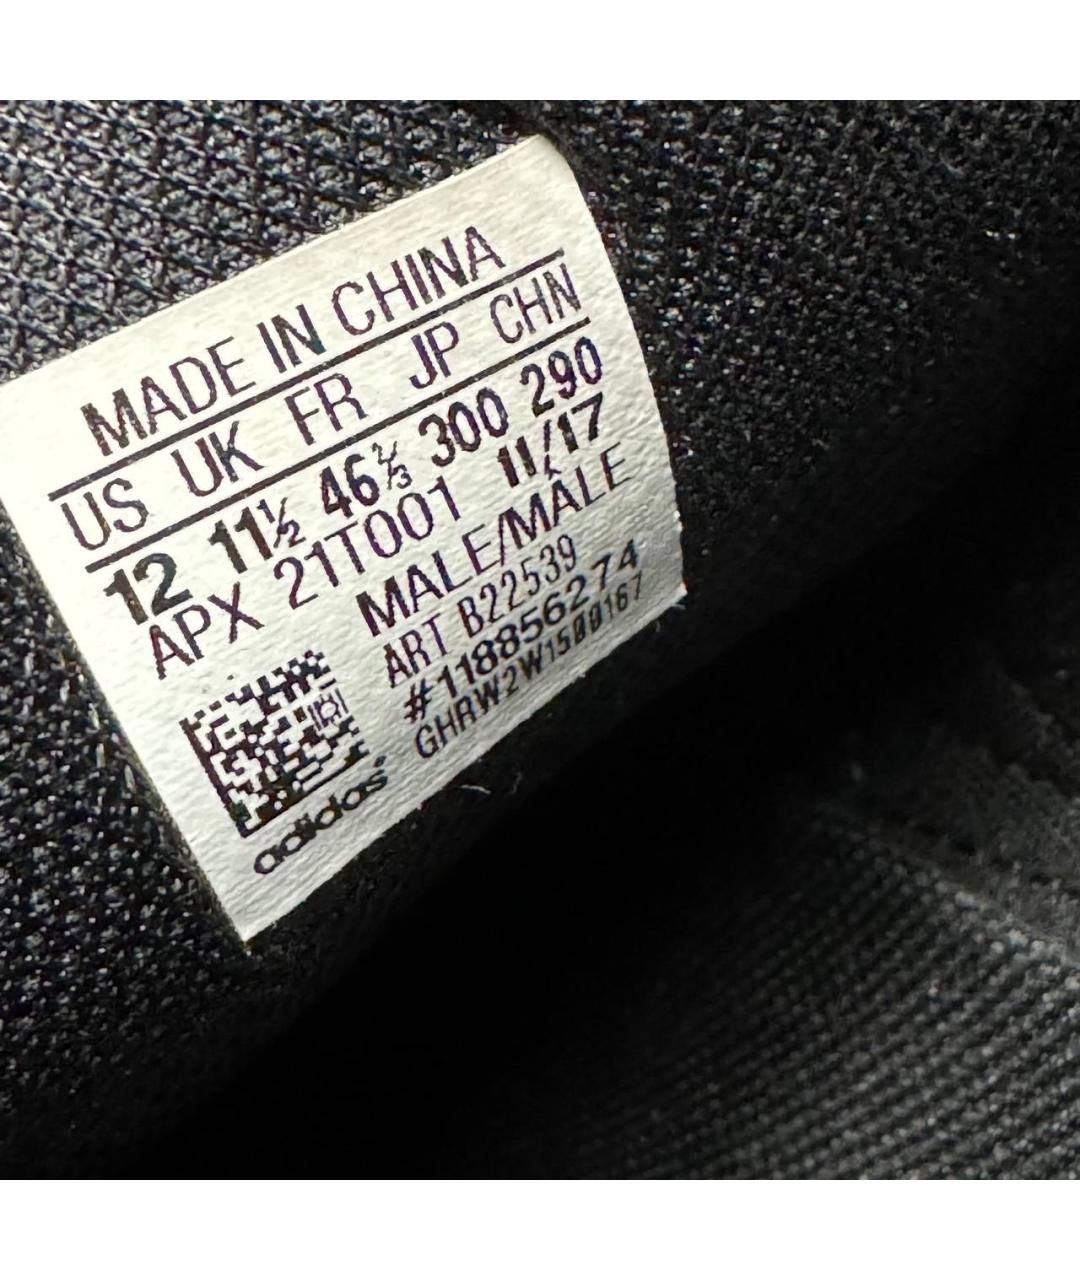 MADE IN CHINA
US UK FR JP CHN
12 11½ 46⅔ 300 290
APX 21T001 11/17
MALE/MALE
ART B22539
#118856274
GHRW2W1500167
adidas®